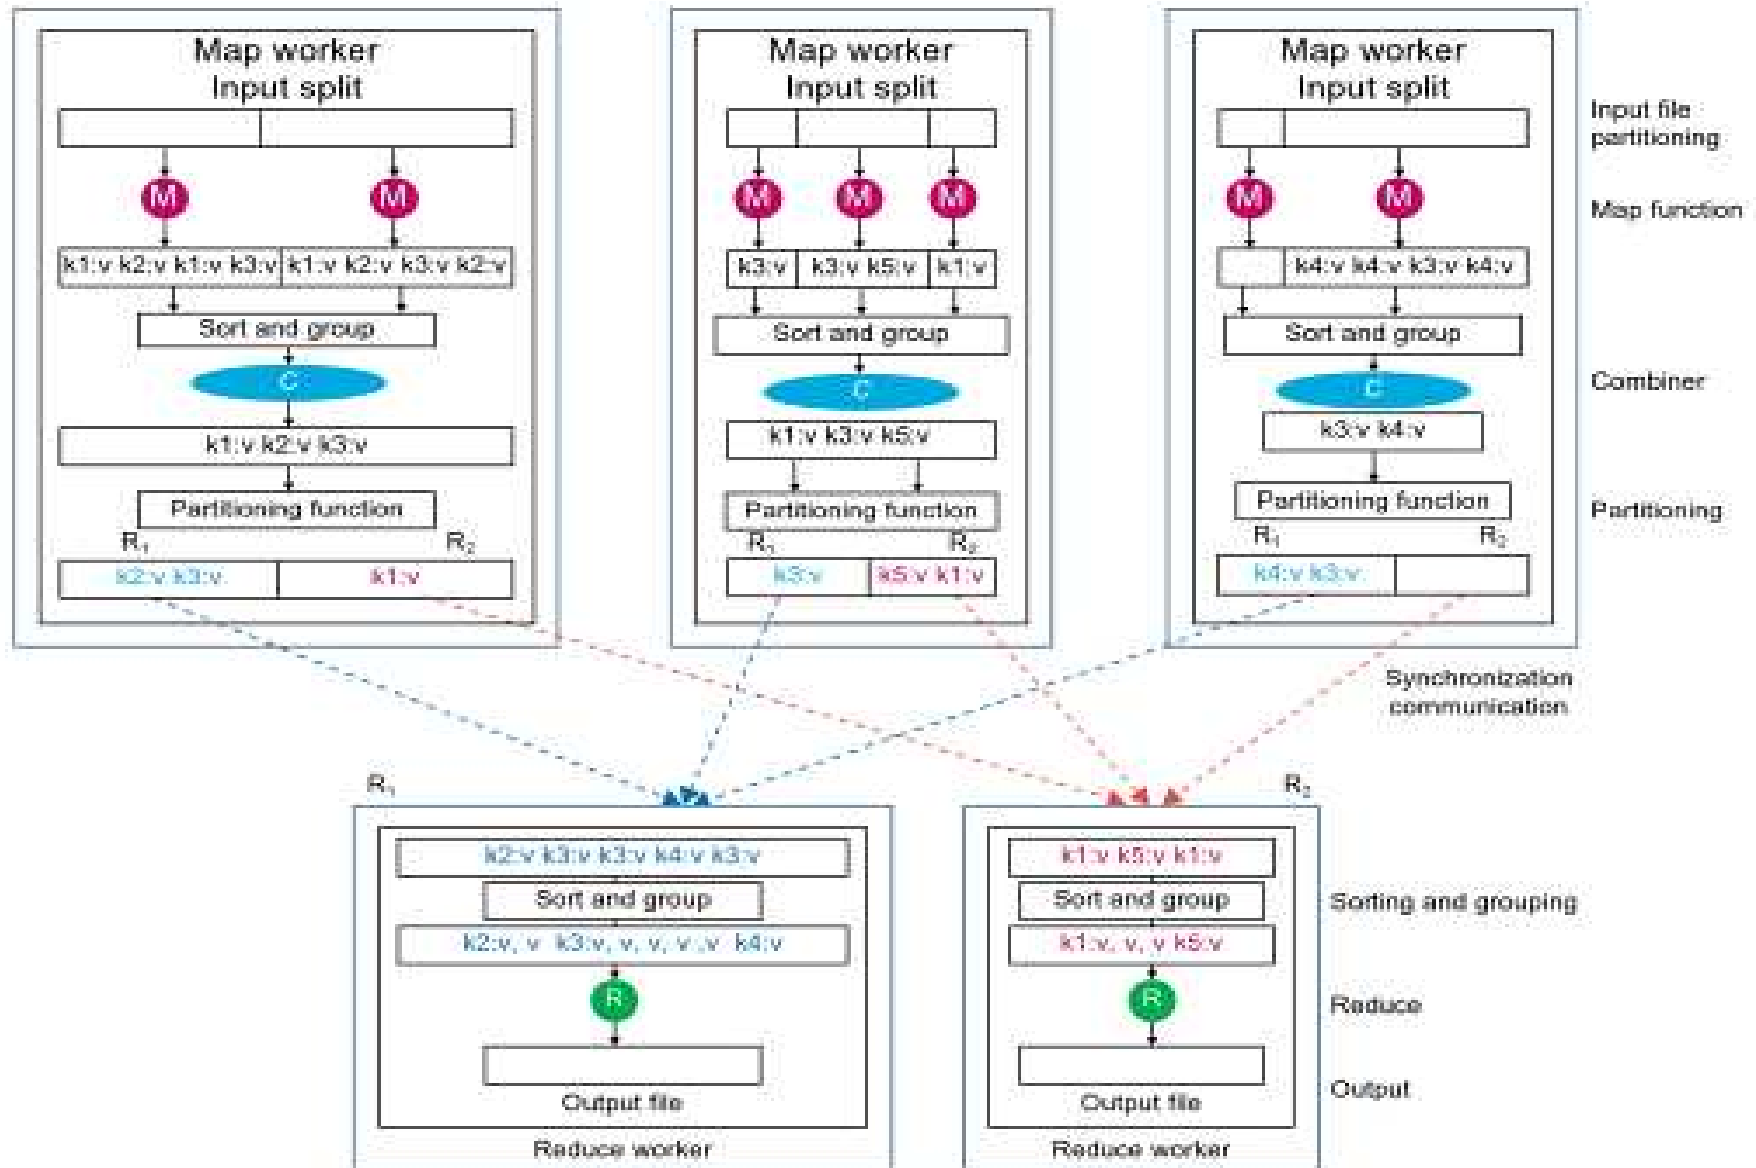 Map worker
Input split
M M
k1:v k2:v k1:v k3:v k1:v k2:v k3:v k2:v
Sort and group
C
k1:v k2:v k3:v
Partitioning function
R1 R2
k2:v k3:v k1:v
Map worker
Input split
M M M
k3:v k3:v k5:v k1:v
Sort and group
C
k1:v k3:v k5:v
Partitioning function
R1 R2
k3:v k5:v k1:v
Map worker
Input split
M M
k4:v k4:v k3:v k4:v
Sort and group
C
k3:v k4:v
Partitioning function
R1 R2
k4:v k3:v
Input file
partitioning
Map function
Combiner
Partitioning
Synchronization
communication
R1
k2:v k3:v k3:v k4:v k3:v
Sort and group
k2:v, v k3:v, v, v, v ,v k4:v
R
Output file
Reduce worker
R2
k1:v k5:v k1:v
Sort and group
k1:v, v, v k5:v
R
Output file
Reduce worker
Sorting and grouping
Reduce
Output